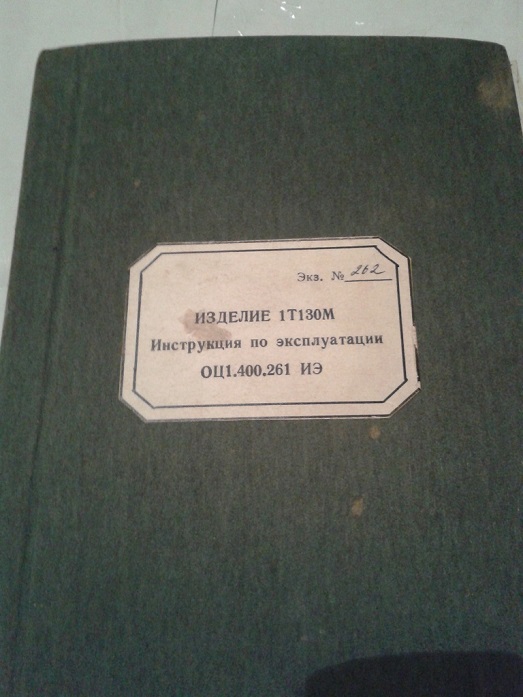 Экз. № 262
ИЗДЕЛИЕ 1Т130М
Инструкция по эксплуатации
ОЦ1.400.261 ИЭ